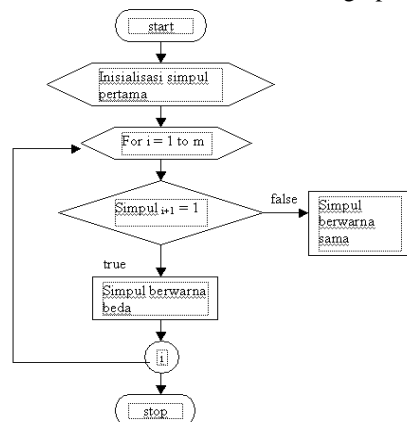 start
Inisialisasi simpul
pertama
For i = 1 to m
Simpul i+1 = 1
false
Simpul
berwarna
sama
true
Simpul berwarna
beda
i
stop